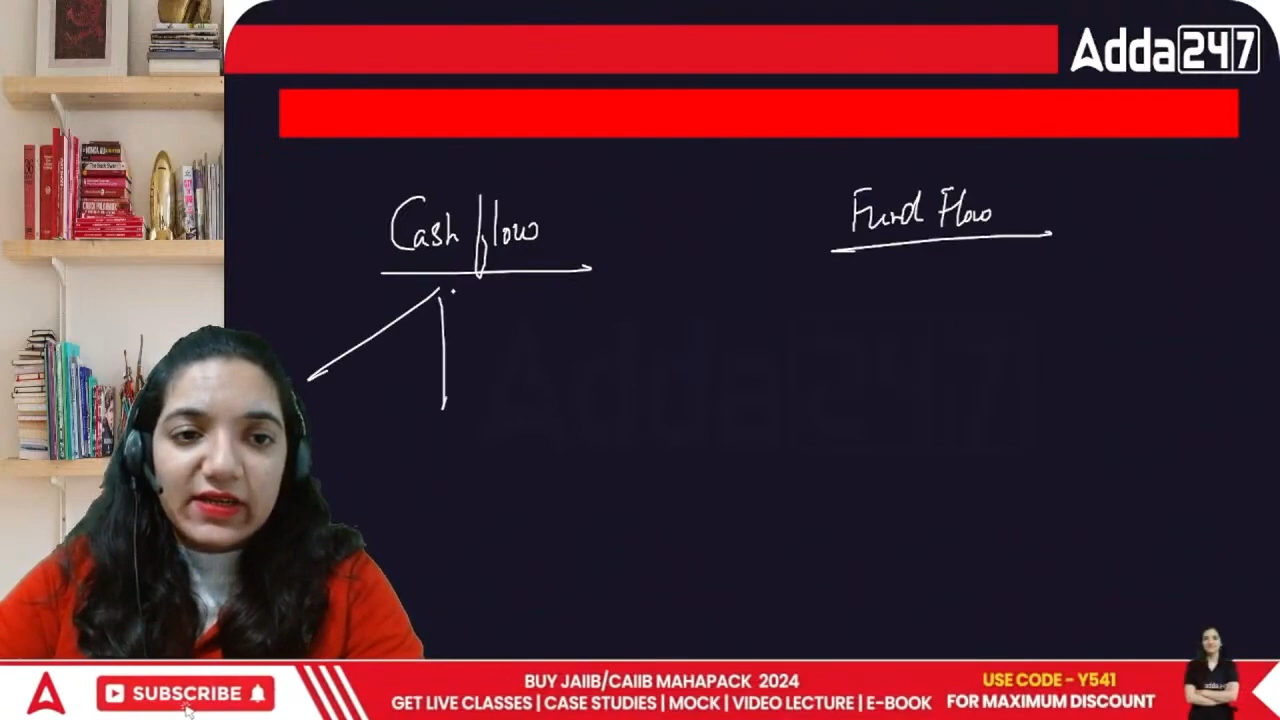 Adda247
Cash flow
Fund Flow
Adda247
SUBSCRIBE
BUY JAIIB/CAIIB MAHAPACK 2024
GET LIVE CLASSES | CASE STUDIES | MOCK | VIDEO LECTURE | E-BOOK
USE CODE - Y541
FOR MAXIMUM DISCOUNT